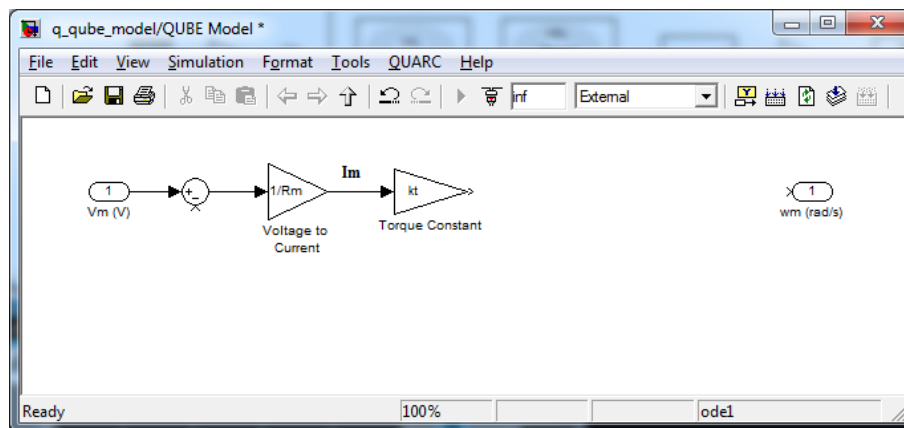 q_qube_model/QUBE Model *
File Edit View Simulation Format Tools QUARC Help
inf External
Im
1 1/Rm kt 1
Vm (V) Voltage to Current Torque Constant wm (rad/s)
Ready 100% ode1